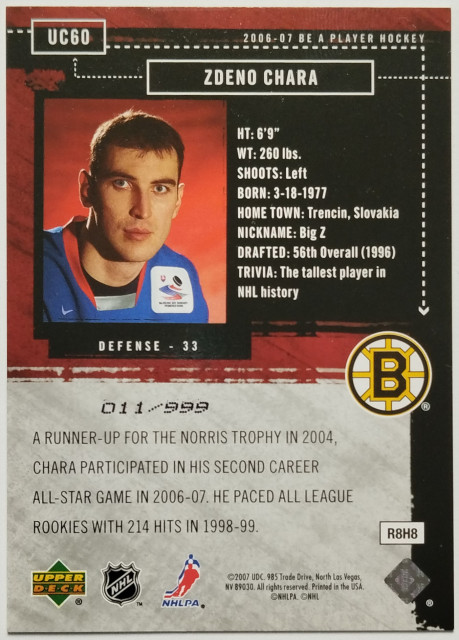 UC60
2006-07 BE A PLAYER HOCKEY
ZDENO CHARA
HT: 6'9"
WT: 260 lbs.
SHOOTS: Left
BORN: 3-18-1977
HOME TOWN: Trencin, Slovakia
NICKNAME: Big Z
DRAFTED: 56th Overall (1996)
TRIVIA: The tallest player in
NHL history
DEFENSE - 33
B
®
011/999
A RUNNER-UP FOR THE NORRIS TROPHY IN 2004,
CHARA PARTICIPATED IN HIS SECOND CAREER
ALL-STAR GAME IN 2006-07. HE PACED ALL LEAGUE
ROOKIES WITH 214 HITS IN 1998-99.
R8H8
UPPER
DECK
®
NHL
™
NHLPA
®
©2007 UDC. 985 Trade Drive, North Las Vegas,
NV 89030. All rights reserved. Printed in the USA.
©NHLPA. ©NHL
®